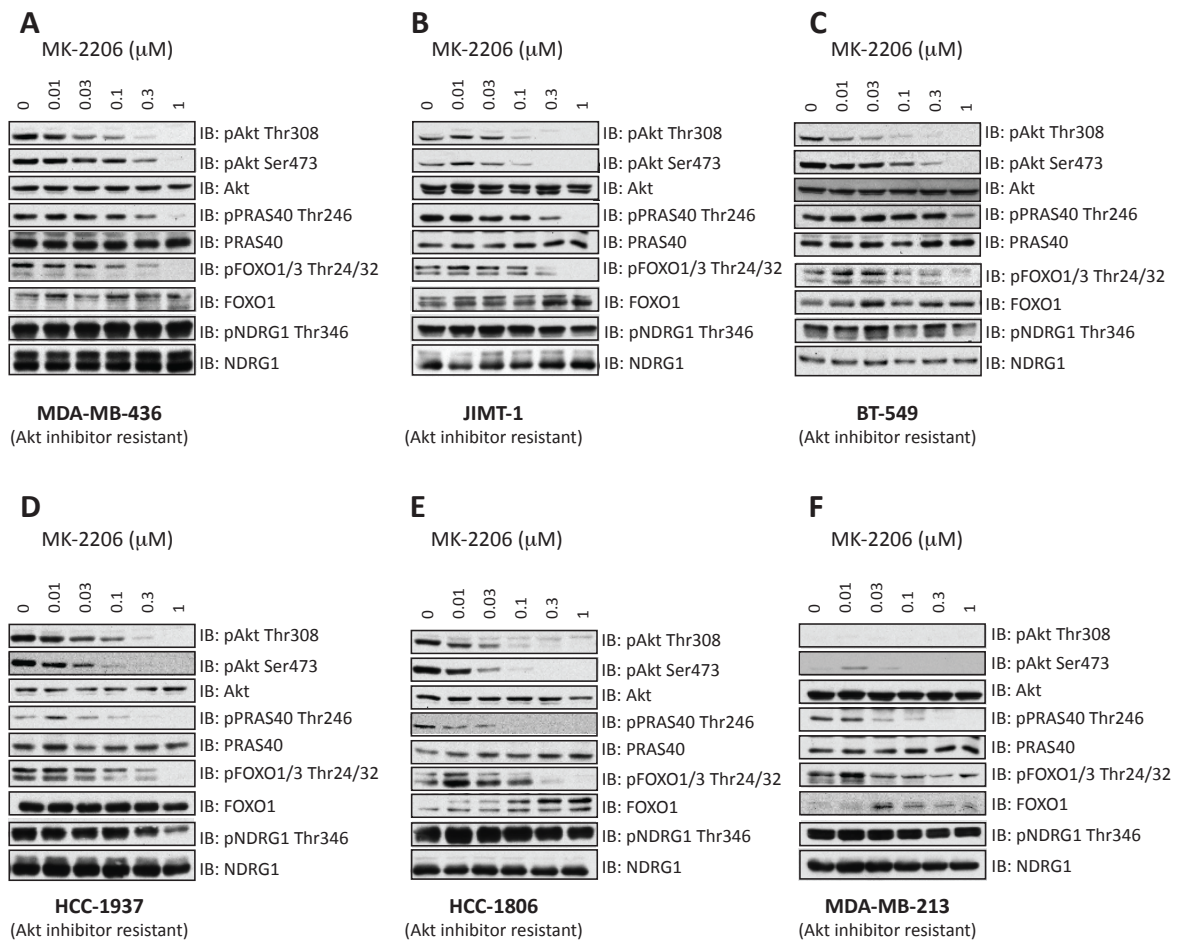 A
MK-2206 (μM)
0 0.01 0.03 0.1 0.3 1
IB: pAkt Thr308
IB: pAkt Ser473
IB: Akt
IB: pPRAS40 Thr246
IB: PRAS40
IB: pFOXO1/3 Thr24/32
IB: FOXO1
IB: pNDRG1 Thr346
IB: NDRG1
MDA-MB-436
(Akt inhibitor resistant)
B
MK-2206 (μM)
0 0.01 0.03 0.1 0.3 1
IB: pAkt Thr308
IB: pAkt Ser473
IB: Akt
IB: pPRAS40 Thr246
IB: PRAS40
IB: pFOXO1/3 Thr24/32
IB: FOXO1
IB: pNDRG1 Thr346
IB: NDRG1
JIMT-1
(Akt inhibitor resistant)
C
MK-2206 (μM)
0 0.01 0.03 0.1 0.3 1
IB: pAkt Thr308
IB: pAkt Ser473
IB: Akt
IB: pPRAS40 Thr246
IB: PRAS40
IB: pFOXO1/3 Thr24/32
IB: FOXO1
IB: pNDRG1 Thr346
IB: NDRG1
BT-549
(Akt inhibitor resistant)
D
MK-2206 (μM)
0 0.01 0.03 0.1 0.3 1
IB: pAkt Thr308
IB: pAkt Ser473
IB: Akt
IB: pPRAS40 Thr246
IB: PRAS40
IB: pFOXO1/3 Thr24/32
IB: FOXO1
IB: pNDRG1 Thr346
IB: NDRG1
HCC-1937
(Akt inhibitor resistant)
E
MK-2206 (μM)
0 0.01 0.03 0.1 0.3 1
IB: pAkt Thr308
IB: pAkt Ser473
IB: Akt
IB: pPRAS40 Thr246
IB: PRAS40
IB: pFOXO1/3 Thr24/32
IB: FOXO1
IB: pNDRG1 Thr346
IB: NDRG1
HCC-1806
(Akt inhibitor resistant)
F
MK-2206 (μM)
0 0.01 0.03 0.1 0.3 1
IB: pAkt Thr308
IB: pAkt Ser473
IB: Akt
IB: pPRAS40 Thr246
IB: PRAS40
IB: pFOXO1/3 Thr24/32
IB: FOXO1
IB: pNDRG1 Thr346
IB: NDRG1
MDA-MB-213
(Akt inhibitor resistant)